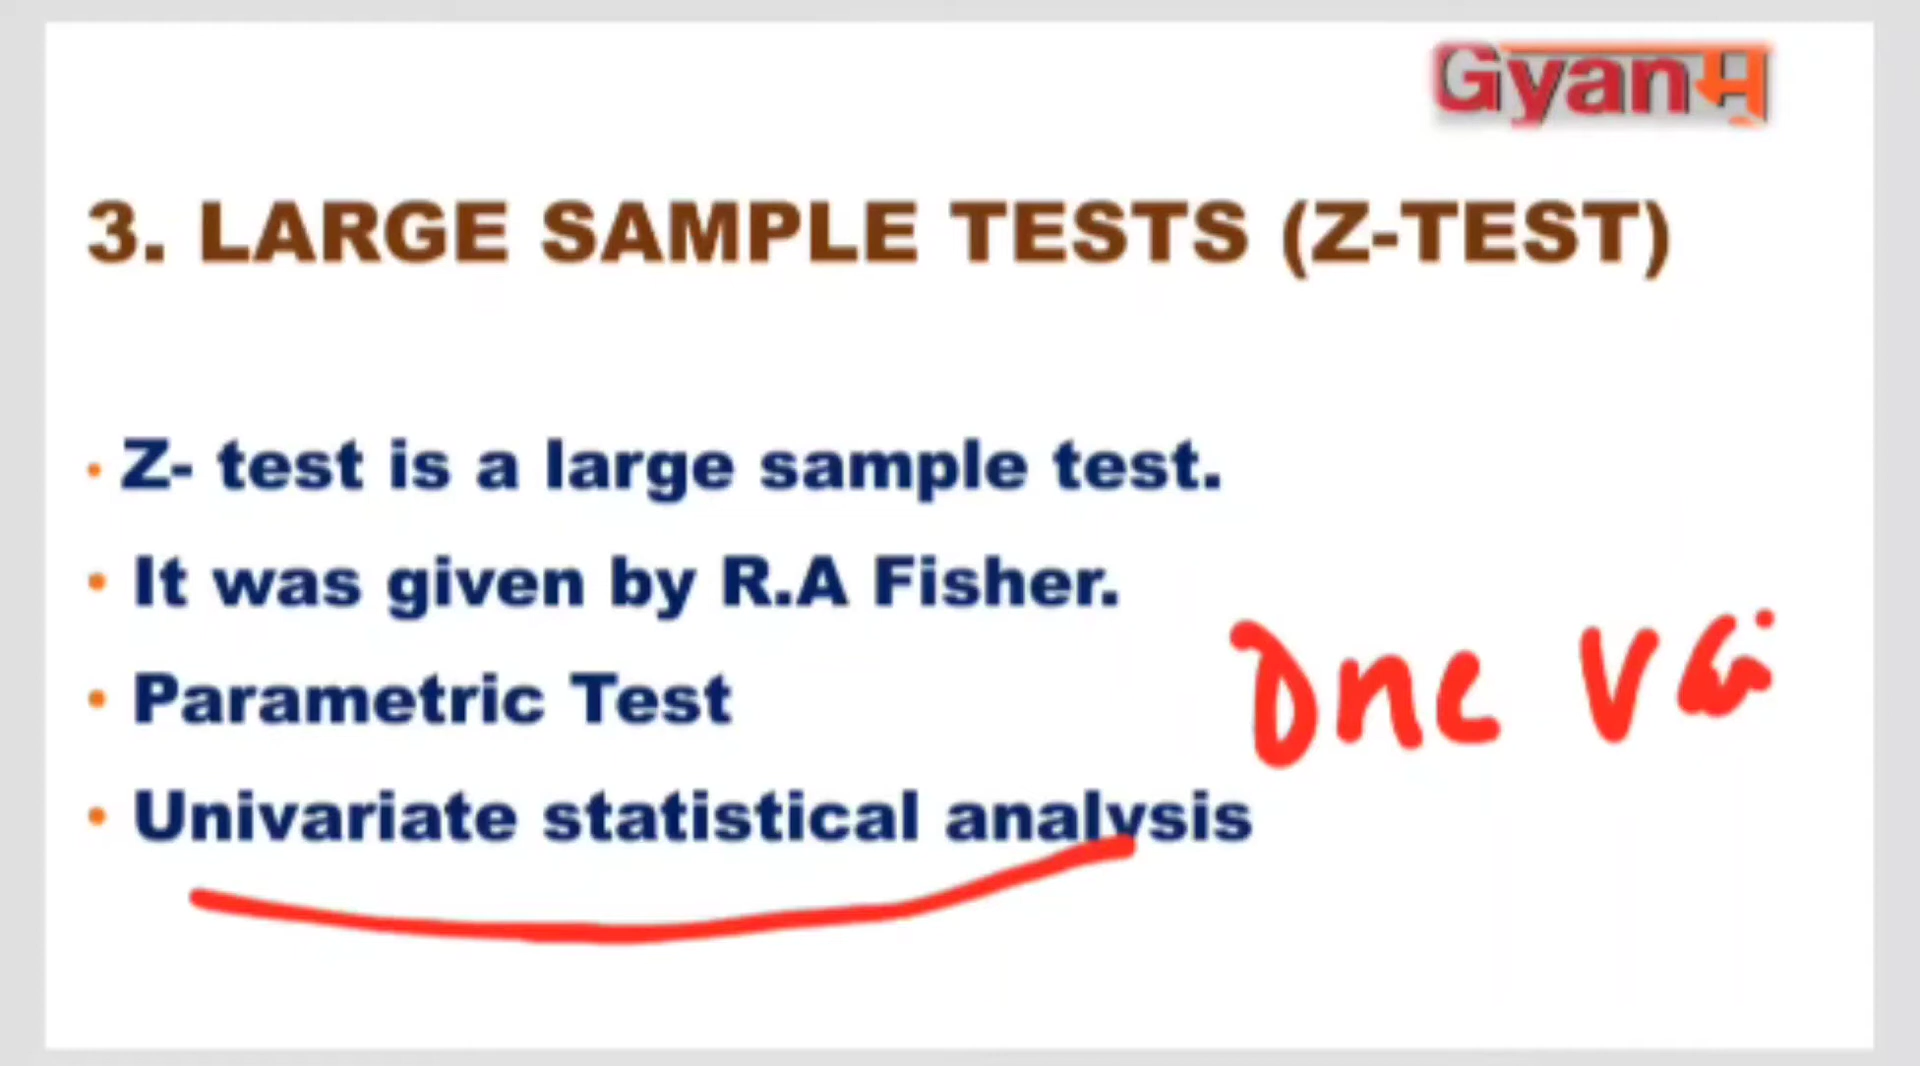 Gyanमृ
3. LARGE SAMPLE TESTS (Z-TEST)
• Z- test is a large sample test.
• It was given by R.A Fisher.
• Parametric Test
one
• Univariate statistical analysis